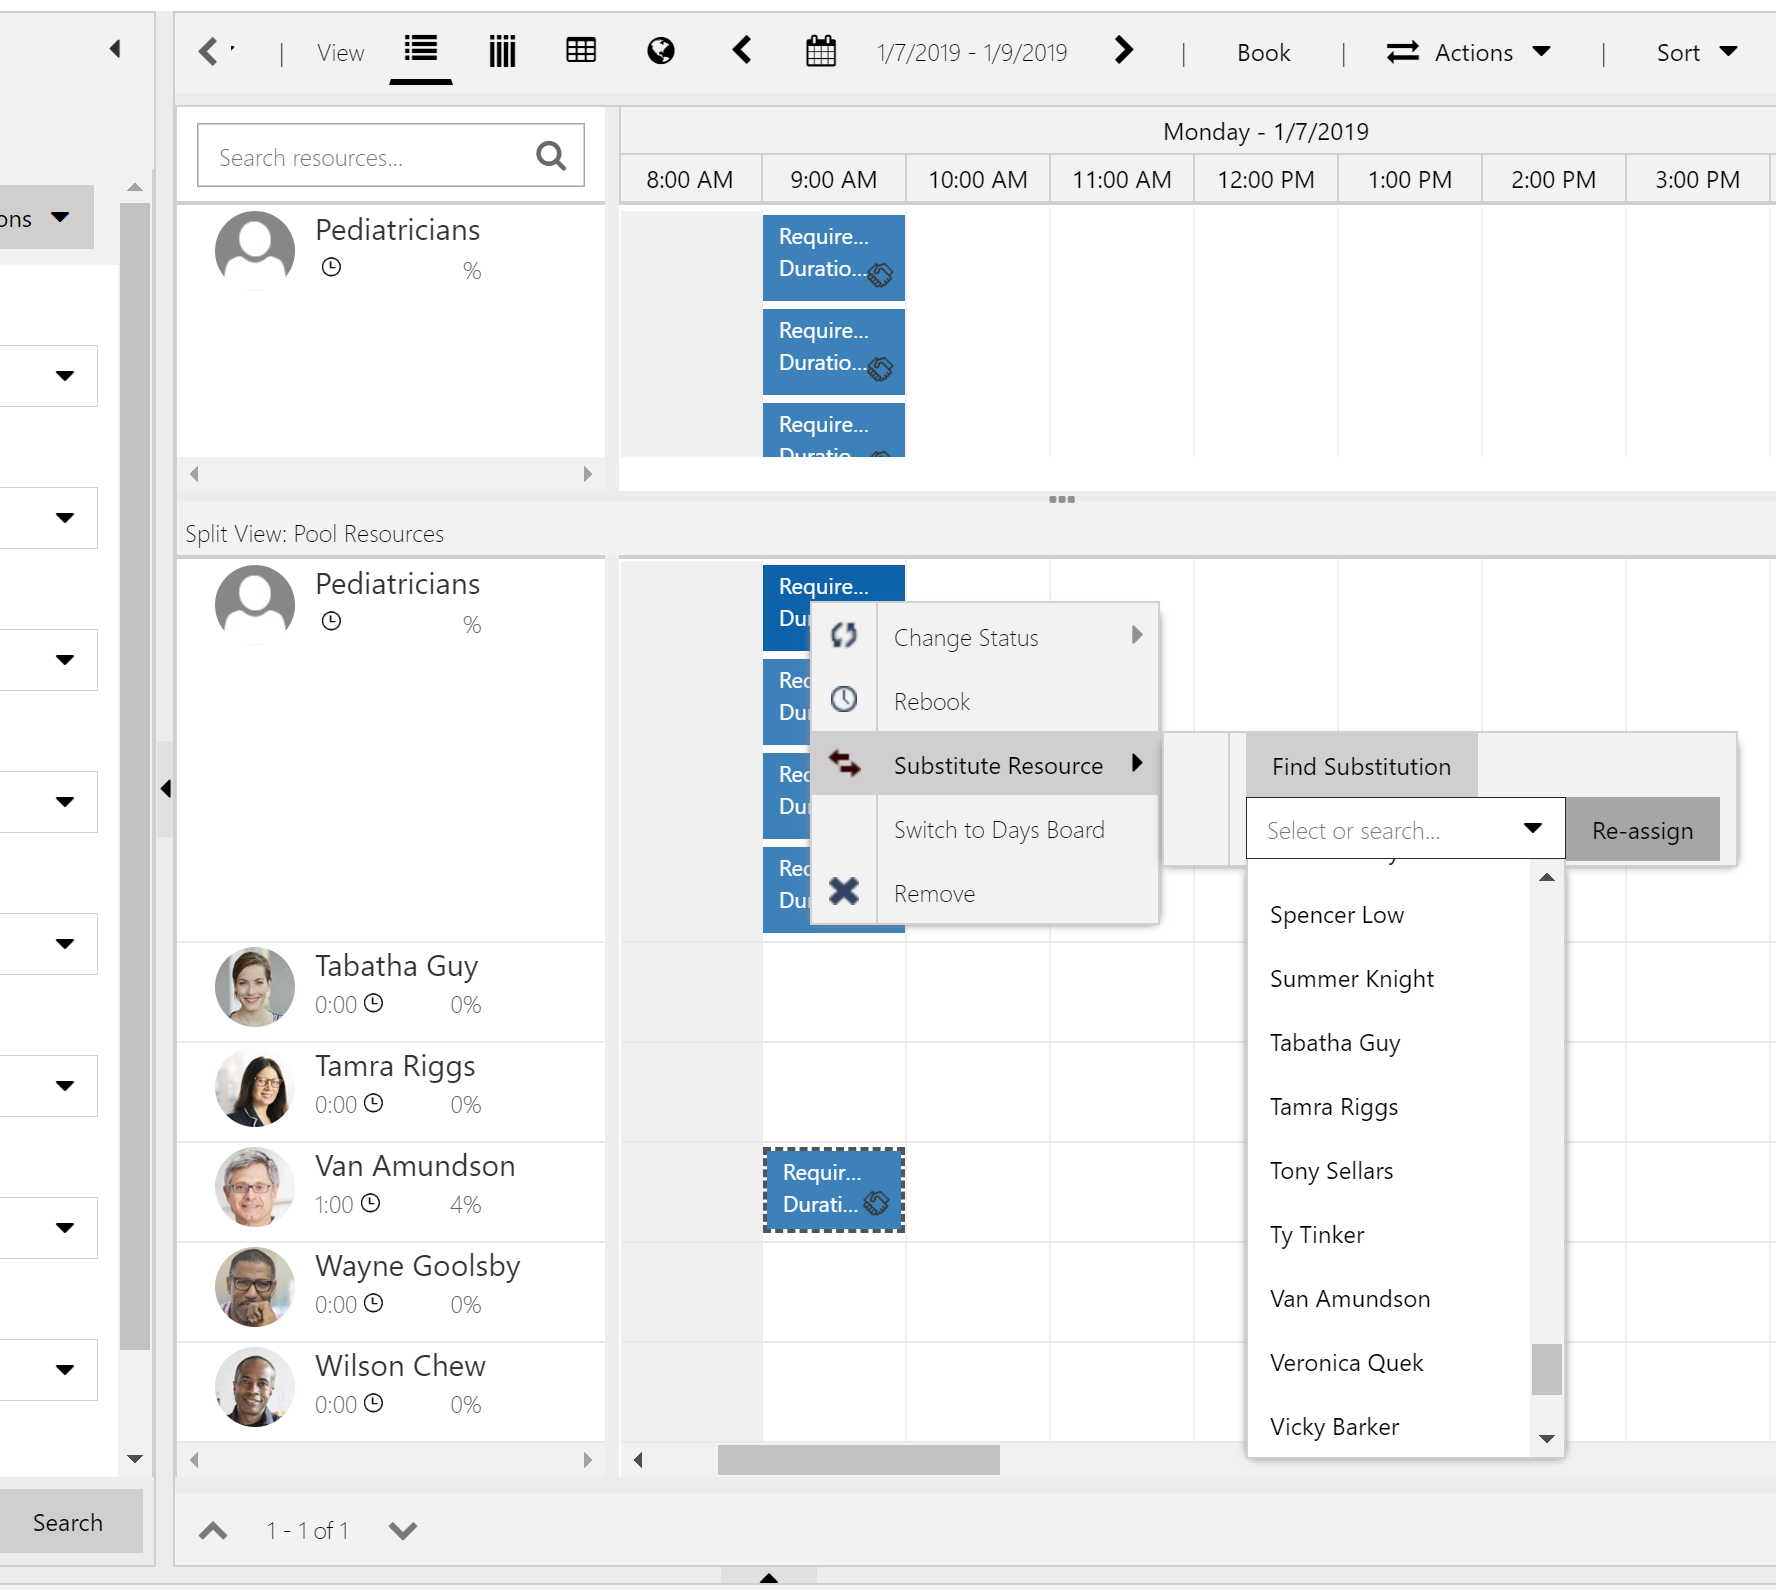 View
1/7/2019 - 1/9/2019
Book
Actions
Sort
ons
Search resources...
Monday - 1/7/2019
8:00 AM 9:00 AM 10:00 AM 11:00 AM 12:00 PM 1:00 PM 2:00 PM 3:00 PM
Pediatricians
%
Require...
Duratio...
Require...
Duratio...
Require...
Duratio
Split View: Pool Resources
Pediatricians
%
Require...
Du
Change Status
Rec
Du
Rebook
Rec
Du
Substitute Resource
Find Substitution
Switch to Days Board
Select or search...
Re-assign
Rec
Du
Remove
Spencer Low
Summer Knight
Tabatha Guy
Tamra Riggs
Tony Sellars
Ty Tinker
Van Amundson
Veronica Quek
Vicky Barker
Tabatha Guy
0:00 0%
Tamra Riggs
0:00 0%
Van Amundson
1:00 4%
Requir...
Durati...
Wayne Goolsby
0:00 0%
Wilson Chew
0:00 0%
Search
1 - 1 of 1